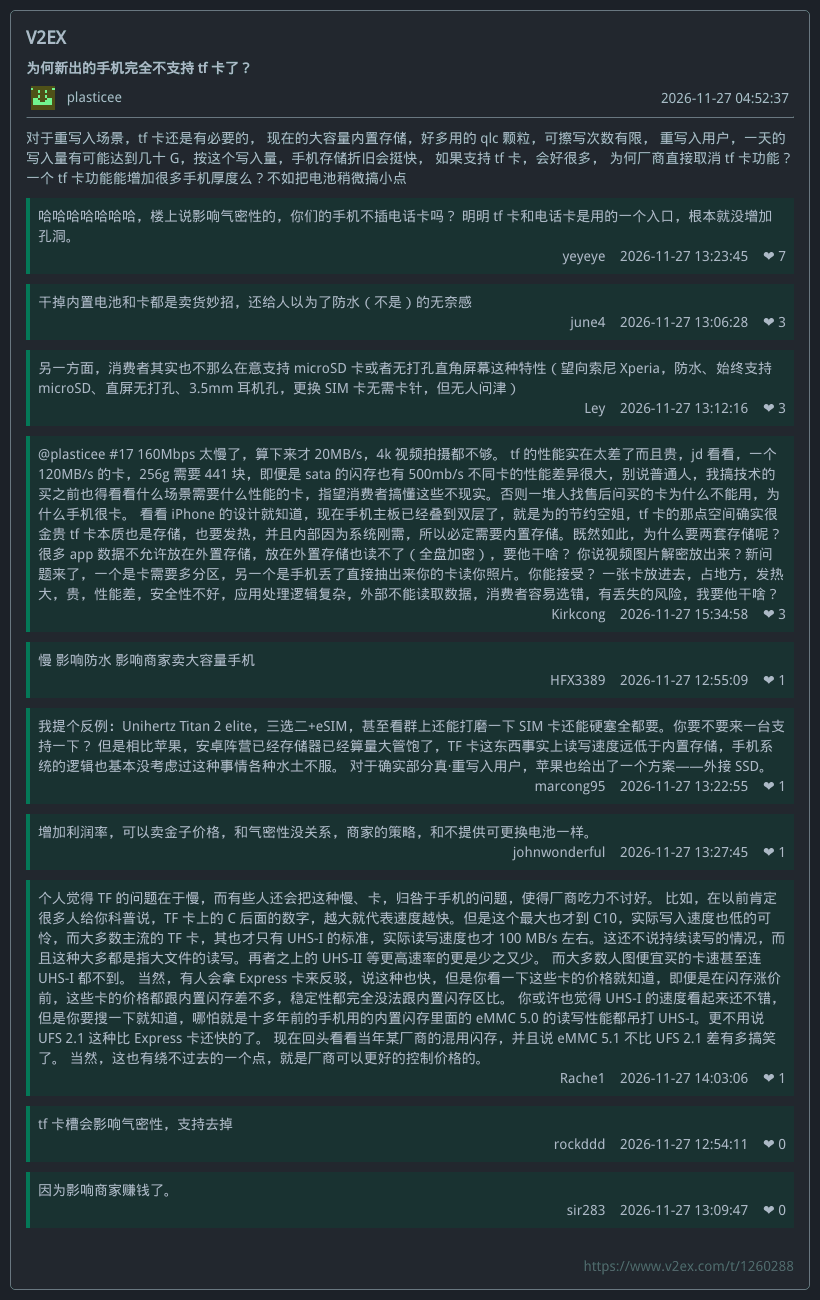 V2EX
为何新出的手机完全不支持 tf 卡了？
plasticee
2026-11-27 04:52:37
对于重写入场景，tf 卡还是有必要的， 现在的大容量内置存储，好多用的 qlc 颗粒，可擦写次数有限， 重写入用户，一天的
写入量有可能达到几十 G，按这个写入量，手机存储折旧会挺快， 如果支持 tf 卡，会好很多， 为何厂商直接取消 tf 卡功能？
一个 tf 卡功能能增加很多手机厚度么？不如把电池稍微搞小点
哈哈哈哈哈哈哈，楼上说影响气密性的，你们的手机不插电话卡吗？ 明明 tf 卡和电话卡是用的一个入口，根本就没增加
孔洞。
yeyeye 2026-11-27 13:23:45 ❤ 7
干掉内置电池和卡都是卖货妙招，还给人以为了防水（不是）的无奈感
june4 2026-11-27 13:06:28 ❤ 3
另一方面，消费者其实也不那么在意支持 microSD 卡或者无打孔直角屏幕这种特性（望向索尼 Xperia，防水、始终支持
microSD、直屏无打孔、3.5mm 耳机孔，更换 SIM 卡无需卡针，但无人问津）
Ley 2026-11-27 13:12:16 ❤ 3
@plasticee #17 160Mbps 太慢了，算下来才 20MB/s，4k 视频拍摄都不够。 tf 的性能实在太差了而且贵，jd 看看，一个
120MB/s 的卡，256g 需要 441 块，即便是 sata 的闪存也有 500mb/s 不同卡的性能差异很大，别说普通人，我搞技术的
买之前也得看看什么场景需要什么性能的卡，指望消费者搞懂这些不现实。否则一堆人找售后问买的卡为什么不能用，为
什么手机很卡。 看看 iPhone 的设计就知道，现在手机主板已经叠到双层了，就是为的节约空姐，tf 卡的那点空间确实很
金贵 tf 卡本质也是存储，也要发热，并且内部因为系统刚需，所以必定需要内置存储。既然如此，为什么要两套存储呢？
很多 app 数据不允许放在外置存储，放在外置存储也读不了（全盘加密），要他干啥？ 你说视频图片解密放出来？新问
题来了，一个是卡需要多分区，另一个是手机丢了直接抽出来你的卡读你照片。你能接受？ 一张卡放进去，占地方，发热
大，贵，性能差，安全性不好，应用处理逻辑复杂，外部不能读取数据，消费者容易选错，有丢失的风险，我要他干啥？
Kirkcong 2026-11-27 15:34:58 ❤ 3
慢 影响防水 影响商家卖大容量手机
HFX3389 2026-11-27 12:55:09 ❤ 1
我提个反例：Unihertz Titan 2 elite，三选二+eSIM，甚至看群上还能打磨一下 SIM 卡还能硬塞全都要。你要不要来一台支
持一下？ 但是相比苹果，安卓阵营已经存储器已经算量大管饱了，TF 卡这东西事实上读写速度远低于内置存储，手机系
统的逻辑也基本没考虑过这种事情各种水土不服。 对于确实部分真·重写入用户，苹果也给出了一个方案——外接 SSD。
marcong95 2026-11-27 13:22:55 ❤ 1
增加利润率，可以卖金子价格，和气密性没关系，商家的策略，和不提供可更换电池一样。
johnwonderful 2026-11-27 13:27:45 ❤ 1
个人觉得 TF 的问题在于慢，而有些人还会把这种慢、卡，归咎于手机的问题，使得厂商吃力不讨好。 比如，在以前肯定
很多人给你科普说，TF 卡上的 C 后面的数字，越大就代表速度越快。但是这个最大也才到 C10，实际写入速度也低的可
怜，而大多数主流的 TF 卡，其也才只有 UHS-I 的标准，实际读写速度也才 100 MB/s 左右。这还不说持续读写的情况，而
且这种大多都是指大文件的读写。再者之上的 UHS-II 等更高速率的更是少之又少。 而大多数人图便宜买的卡速甚至连
UHS-I 都不到。 当然，有人会拿 Express 卡来反驳，说这种也快，但是你看一下这些卡的价格就知道，即便是在闪存涨价
前，这些卡的价格都跟内置闪存差不多，稳定性都完全没法跟内置闪存区比。 你或许也觉得 UHS-I 的速度看起来还不错，
但是你要搜一下就知道，哪怕就是十多年前的手机用的内置闪存里面的 eMMC 5.0 的读写性能都吊打 UHS-I。更不用说
UFS 2.1 这种比 Express 卡还快的了。 现在回头看看当年某厂商的混用闪存，并且说 eMMC 5.1 不比 UFS 2.1 差有多搞笑
了。 当然，这也有绕不过去的一个点，就是厂商可以更好的控制价格的。
Rache1 2026-11-27 14:03:06 ❤ 1
tf 卡槽会影响气密性，支持去掉
rockddd 2026-11-27 12:54:11 ❤ 0
因为影响商家赚钱了。
sir283 2026-11-27 13:09:47 ❤ 0
https://www.v2ex.com/t/1260288